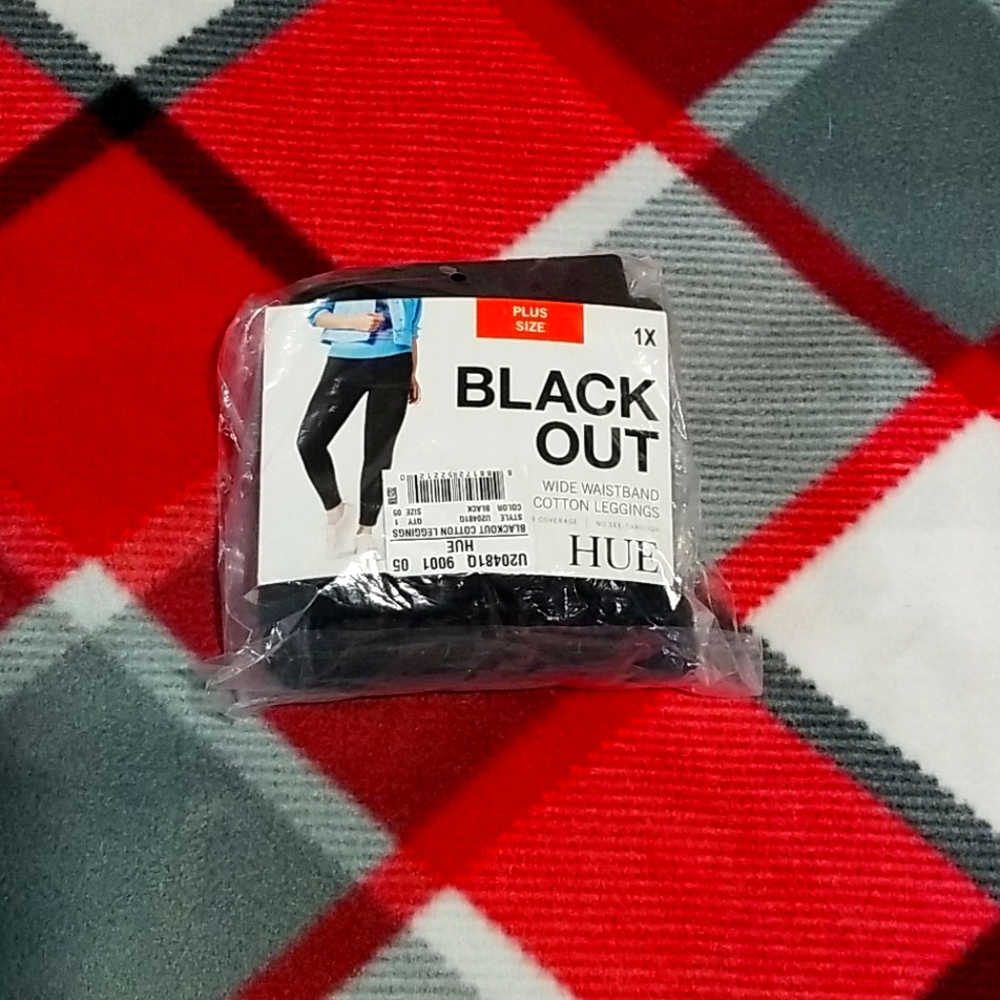 PLUS
SIZE
1X
BLACK
OUT
WIDE WAISTBAND
COTTON LEGGINGS
COVERAGE | NO SEE-THROUGH
HUE
U20481Q 9001 05
HUE
BLACKOUT COTTON LEGGINGS
STYLE U20481Q QTY 1
COLOR BLACK SIZE 05